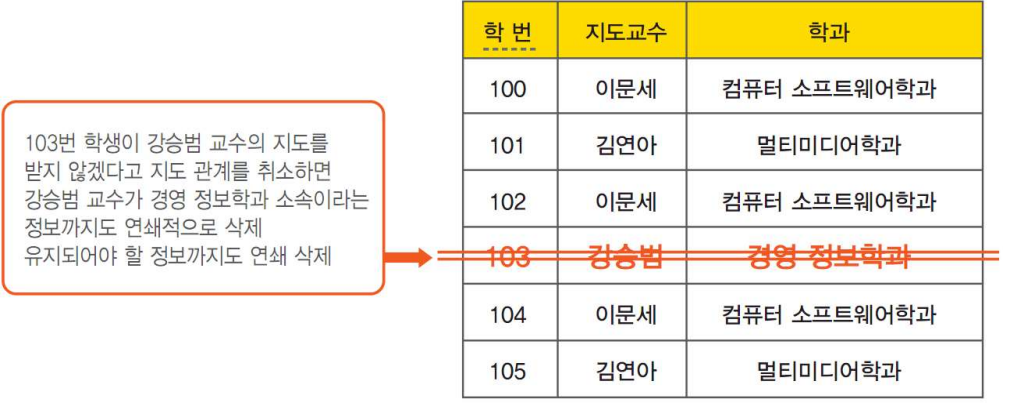 103번 학생이 강승범 교수의 지도를
받지 않겠다고 지도 관계를 취소하면
강승범 교수가 경영 정보학과 소속이라는
정보까지도 연쇄적으로 삭제
유지되어야 할 정보까지도 연쇄 삭제
학 번 지도교수 학과
100 이문세 컴퓨터 소프트웨어학과
101 김연아 멀티미디어학과
102 이문세 컴퓨터 소프트웨어학과
103 강승범 경영 정보학과
104 이문세 컴퓨터 소프트웨어학과
105 김연아 멀티미디어학과